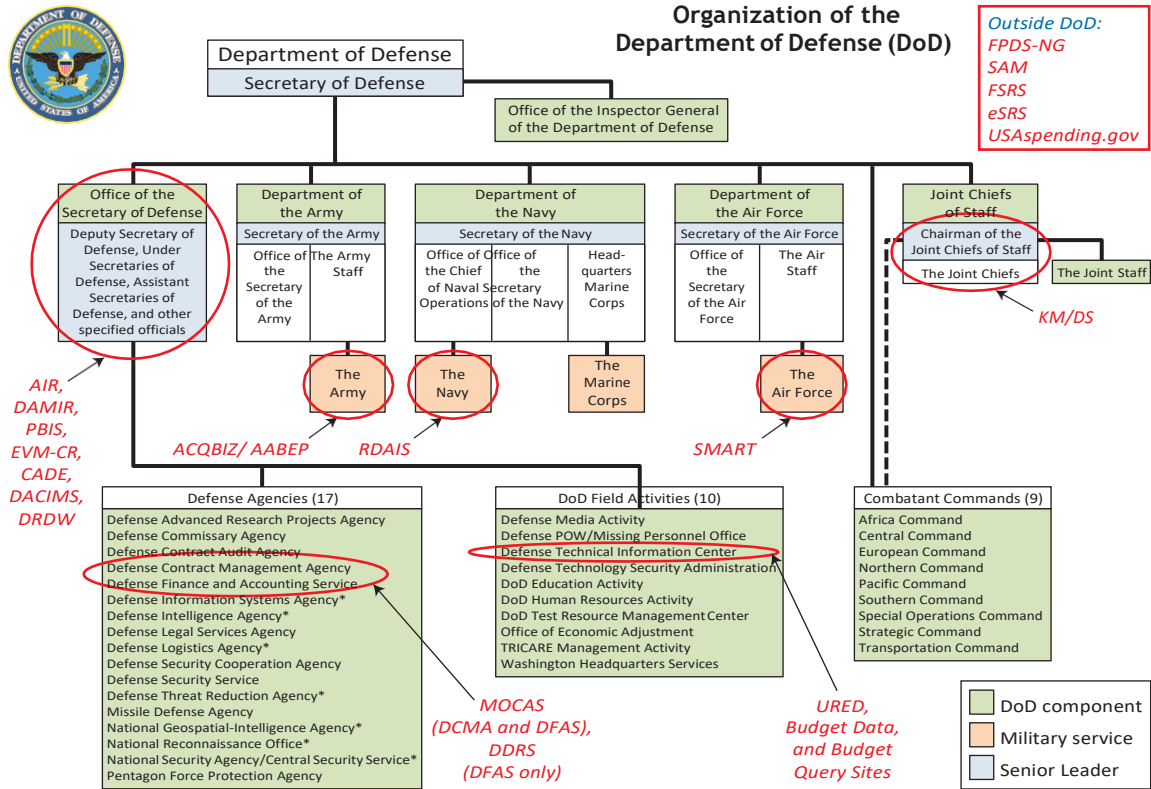 Organization of the
Department of Defense (DoD)
DEPARTMENT OF DEFENSE
UNITED STATES OF AMERICA
Outside DoD:
FPDS-NG
SAM
FSRS
eSRS
USAspending.gov
Department of Defense
Secretary of Defense
Office of the Inspector General
of the Department of Defense
Office of the
Secretary of Defense
Deputy Secretary of
Defense, Under
Secretaries of
Defense, Assistant
Secretaries of
Defense, and other
specified officials
Department of
the Army
Secretary of the Army
Office of
the
Secretary
of the
Army
The Army
Staff
The
Army
Department of
the Navy
Secretary of the Navy
Office of
the Chief
of Naval
Operations
Office of
the
Secretary
of the Navy
Head-
quarters
Marine
Corps
The
Navy
The
Marine
Corps
Department of
the Air Force
Secretary of the Air Force
Office of
the
Secretary
of the Air
Force
The Air
Staff
The
Air Force
Joint Chiefs
of Staff
Chairman of the
Joint Chiefs of Staff
The Joint Chiefs
The Joint Staff
KM/DS
AIR,
DAMIR,
PBIS,
EVM-CR,
CADE,
DACIMS,
DRDW
ACQBIZ/ AABEP
RDAIS
SMART
Defense Agencies (17)
Defense Advanced Research Projects Agency
Defense Commissary Agency
Defense Contract Audit Agency
Defense Contract Management Agency
Defense Finance and Accounting Service
Defense Information Systems Agency*
Defense Intelligence Agency*
Defense Legal Services Agency
Defense Logistics Agency*
Defense Security Cooperation Agency
Defense Security Service
Defense Threat Reduction Agency*
Missile Defense Agency
National Geospatial-Intelligence Agency*
National Reconnaissance Office*
National Security Agency/Central Security Service*
Pentagon Force Protection Agency
MOCAS
(DCMA and DFAS),
DDRS
(DFAS only)
DoD Field Activities (10)
Defense Media Activity
Defense POW/Missing Personnel Office
Defense Technical Information Center
Defense Technology Security Administration
DoD Education Activity
DoD Human Resources Activity
DoD Test Resource Management Center
Office of Economic Adjustment
TRICARE Management Activity
Washington Headquarters Services
URED,
Budget Data,
and Budget
Query Sites
Combatant Commands (9)
Africa Command
Central Command
European Command
Northern Command
Pacific Command
Southern Command
Special Operations Command
Strategic Command
Transportation Command
DoD component
Military service
Senior Leader